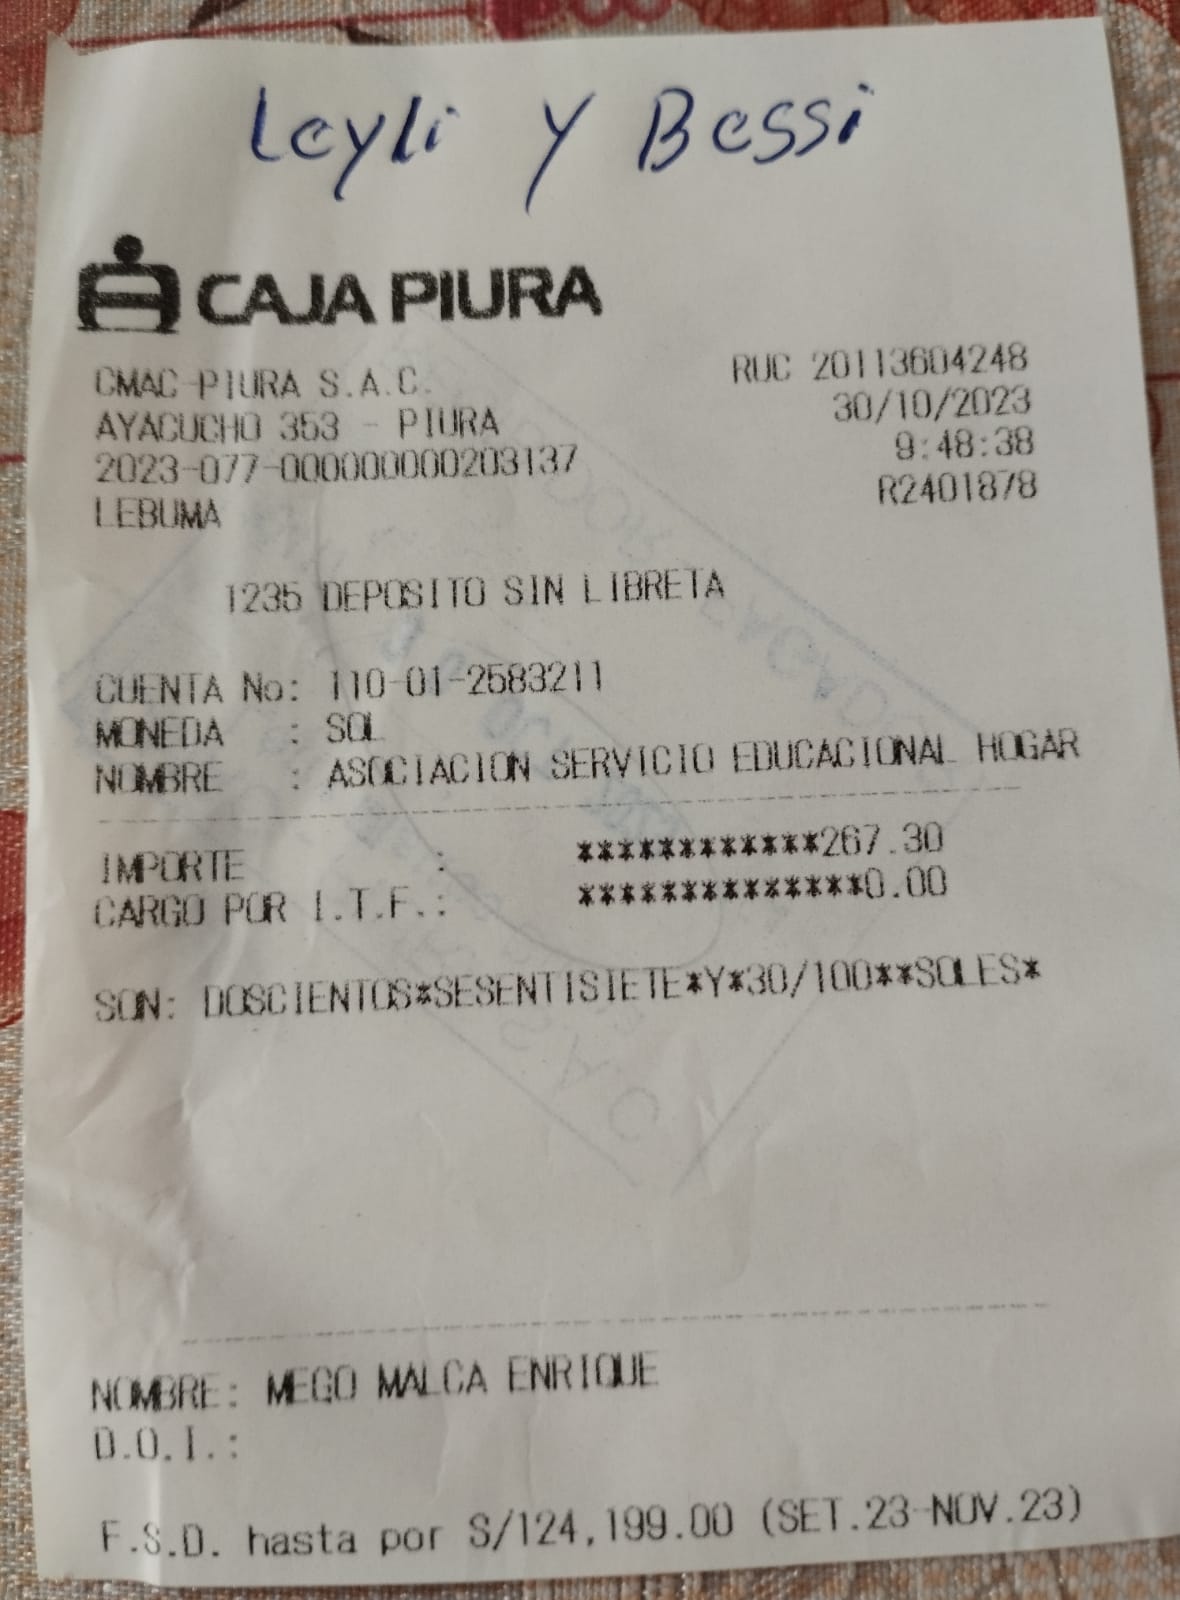 Leyli y Bessi
CAJA PIURA
CMAC-PIURA S.A.C.
RUC 20113604248
AYACUCHO 353 - PIURA
30/10/2023
2023-077-000000000203137
9:48:38
LEBUMA
R2401878
1235 DEPOSITO SIN LIBRETA
CUENTA No: 110-01-2583211
MONEDA : SOL
NOMBRE : ASOCIACION SERVICIO EDUCACIONAL HOGAR
IMPORTE : ************267.30
CARGO POR I.T.F.: **************0.00
SON: DOSCIENTOS*SESENTISIETE*Y*30/100**SOLES*
NOMBRE: MEGO MALCA ENRIQUE
D.O.I.:
F.S.D. hasta por S/124,199.00 (SET.23-NOV.23)